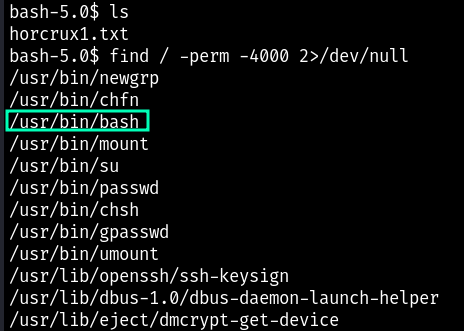 bash-5.0$ ls
horcrux1.txt
bash-5.0$ find / -perm -4000 2>/dev/null
/usr/bin/newgrp
/usr/bin/chfn
/usr/bin/bash
/usr/bin/mount
/usr/bin/su
/usr/bin/passwd
/usr/bin/chsh
/usr/bin/gpasswd
/usr/bin/umount
/usr/lib/openssh/ssh-keysign
/usr/lib/dbus-1.0/dbus-daemon-launch-helper
/usr/lib/eject/dmcrypt-get-device